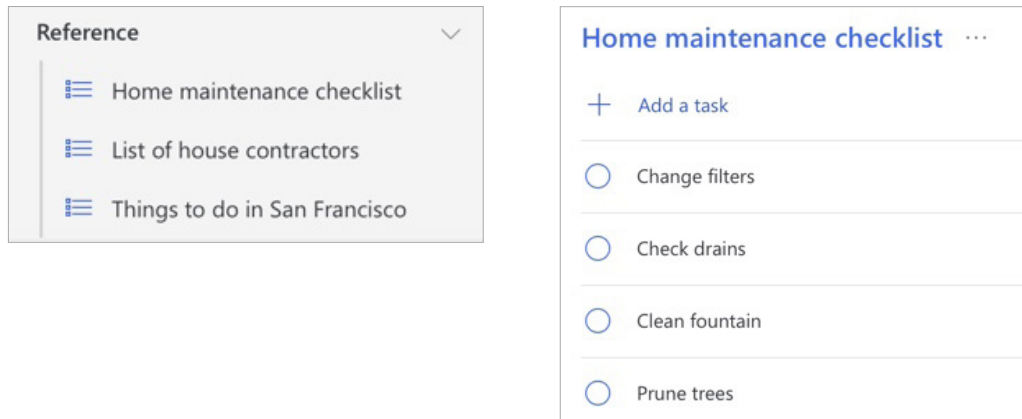 Reference
Home maintenance checklist
List of house contractors
Things to do in San Francisco
Home maintenance checklist ...
Add a task
Change filters
Check drains
Clean fountain
Prune trees